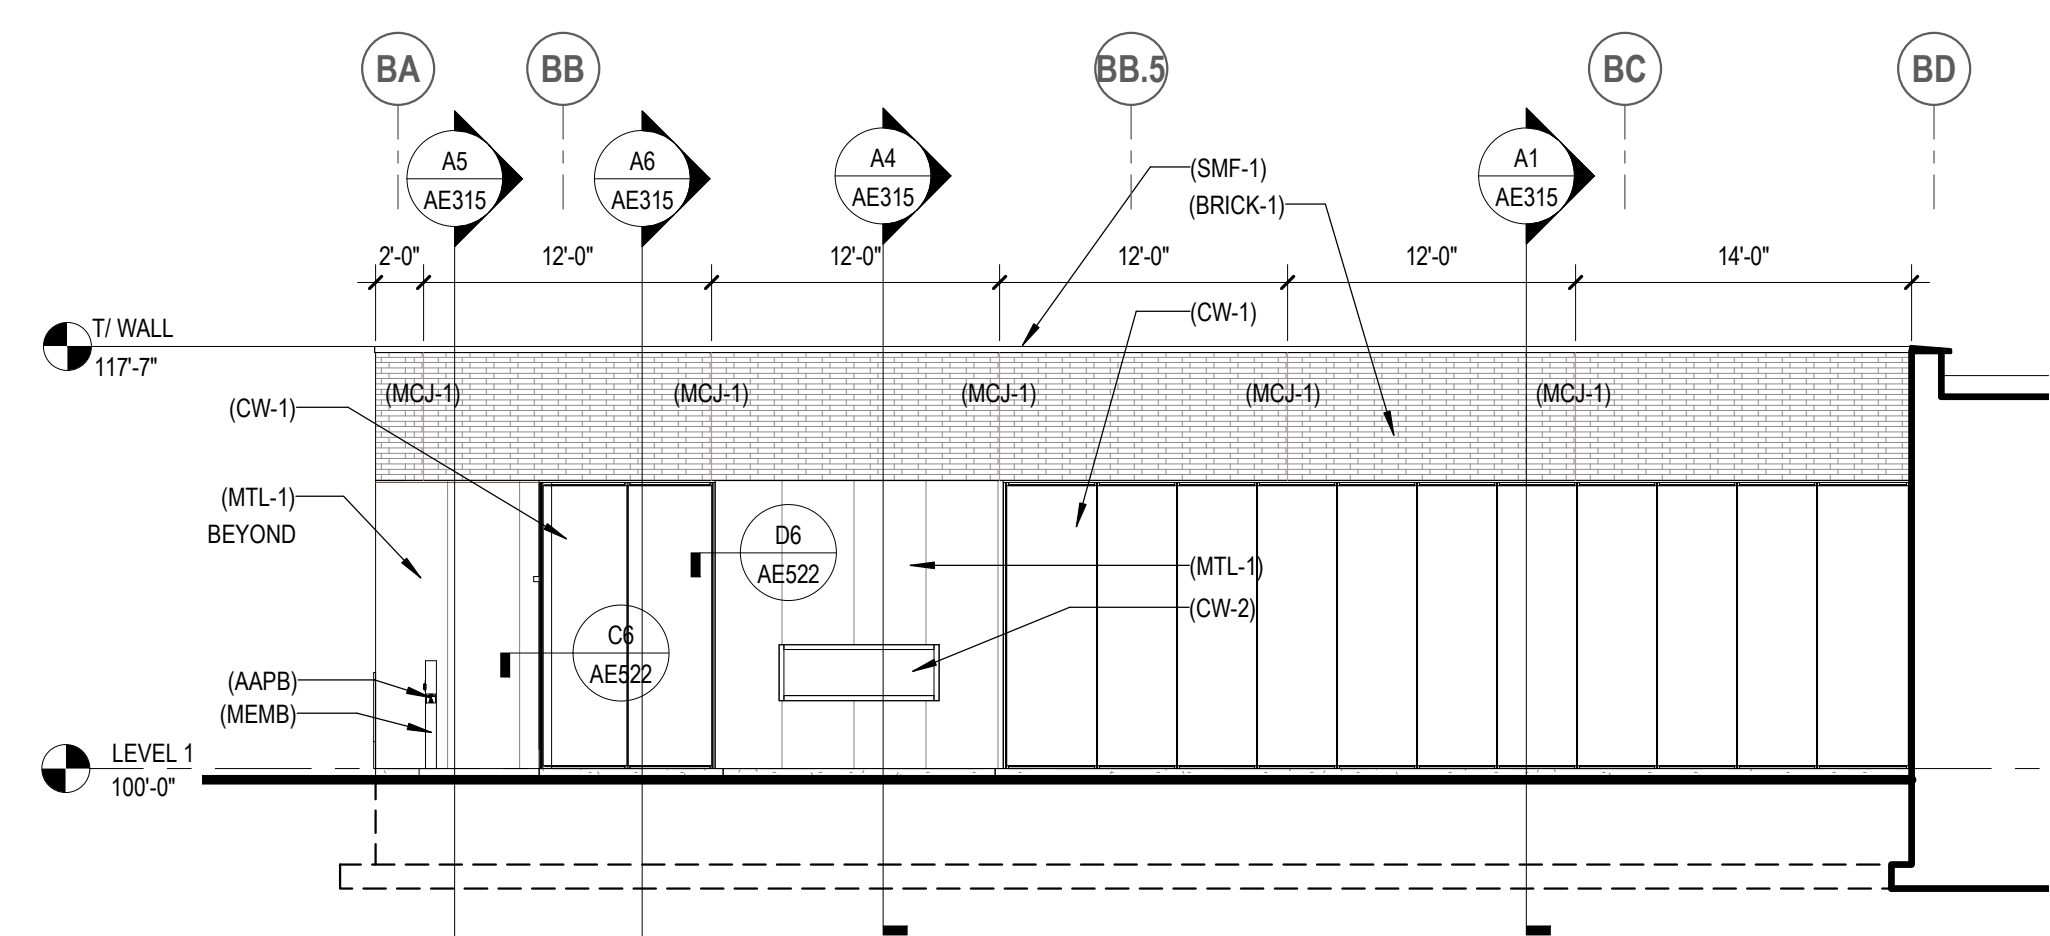 BA
BB
BB.5
BC
BD
A5
AE315
A6
AE315
A4
AE315
A1
AE315
(SMF-1)
(BRICK-1)
2'-0"
12'-0"
12'-0"
12'-0"
12'-0"
14'-0"
(CW-1)
T/ WALL
117'-7"
(MCJ-1)
(MCJ-1)
(MCJ-1)
(MCJ-1)
(MCJ-1)
(CW-1)
(MTL-1)
BEYOND
D6
AE522
(MTL-1)
(CW-2)
C6
AE522
(AAPB)
(MEMB)
LEVEL 1
100'-0"